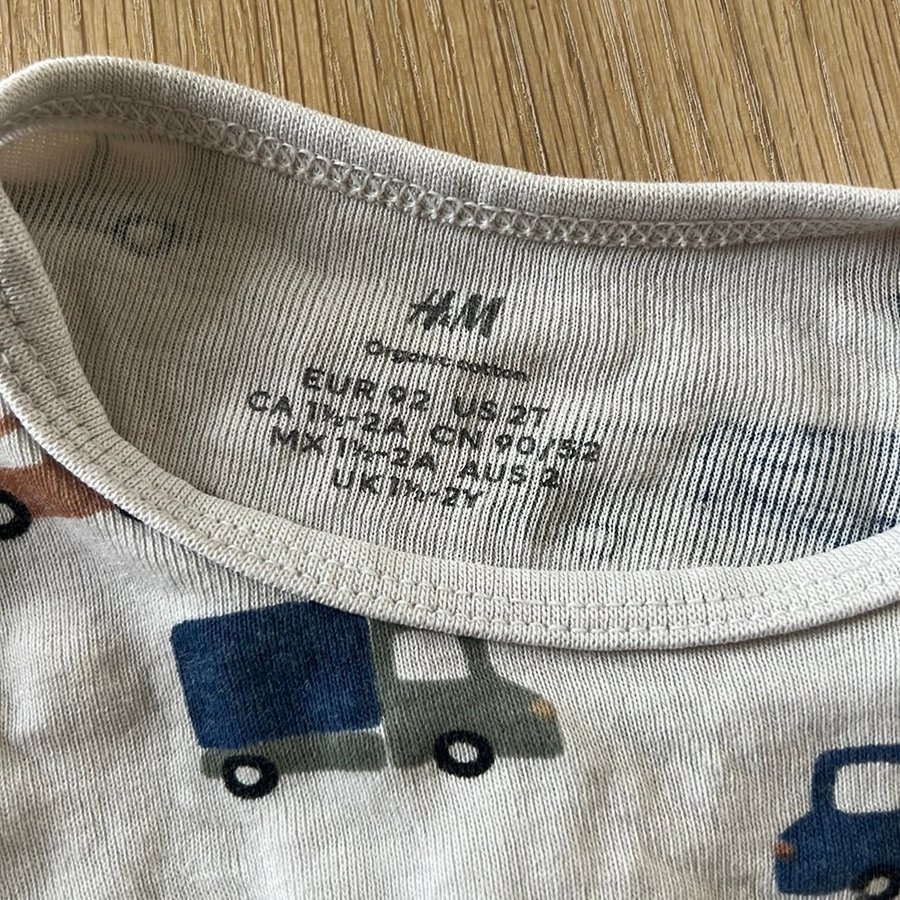 H&M
Organic cotton
EUR 92 US 2T
CA 1½-2A CN 90/52
MX 1½-2A AUS 2
UK 1½-2Y